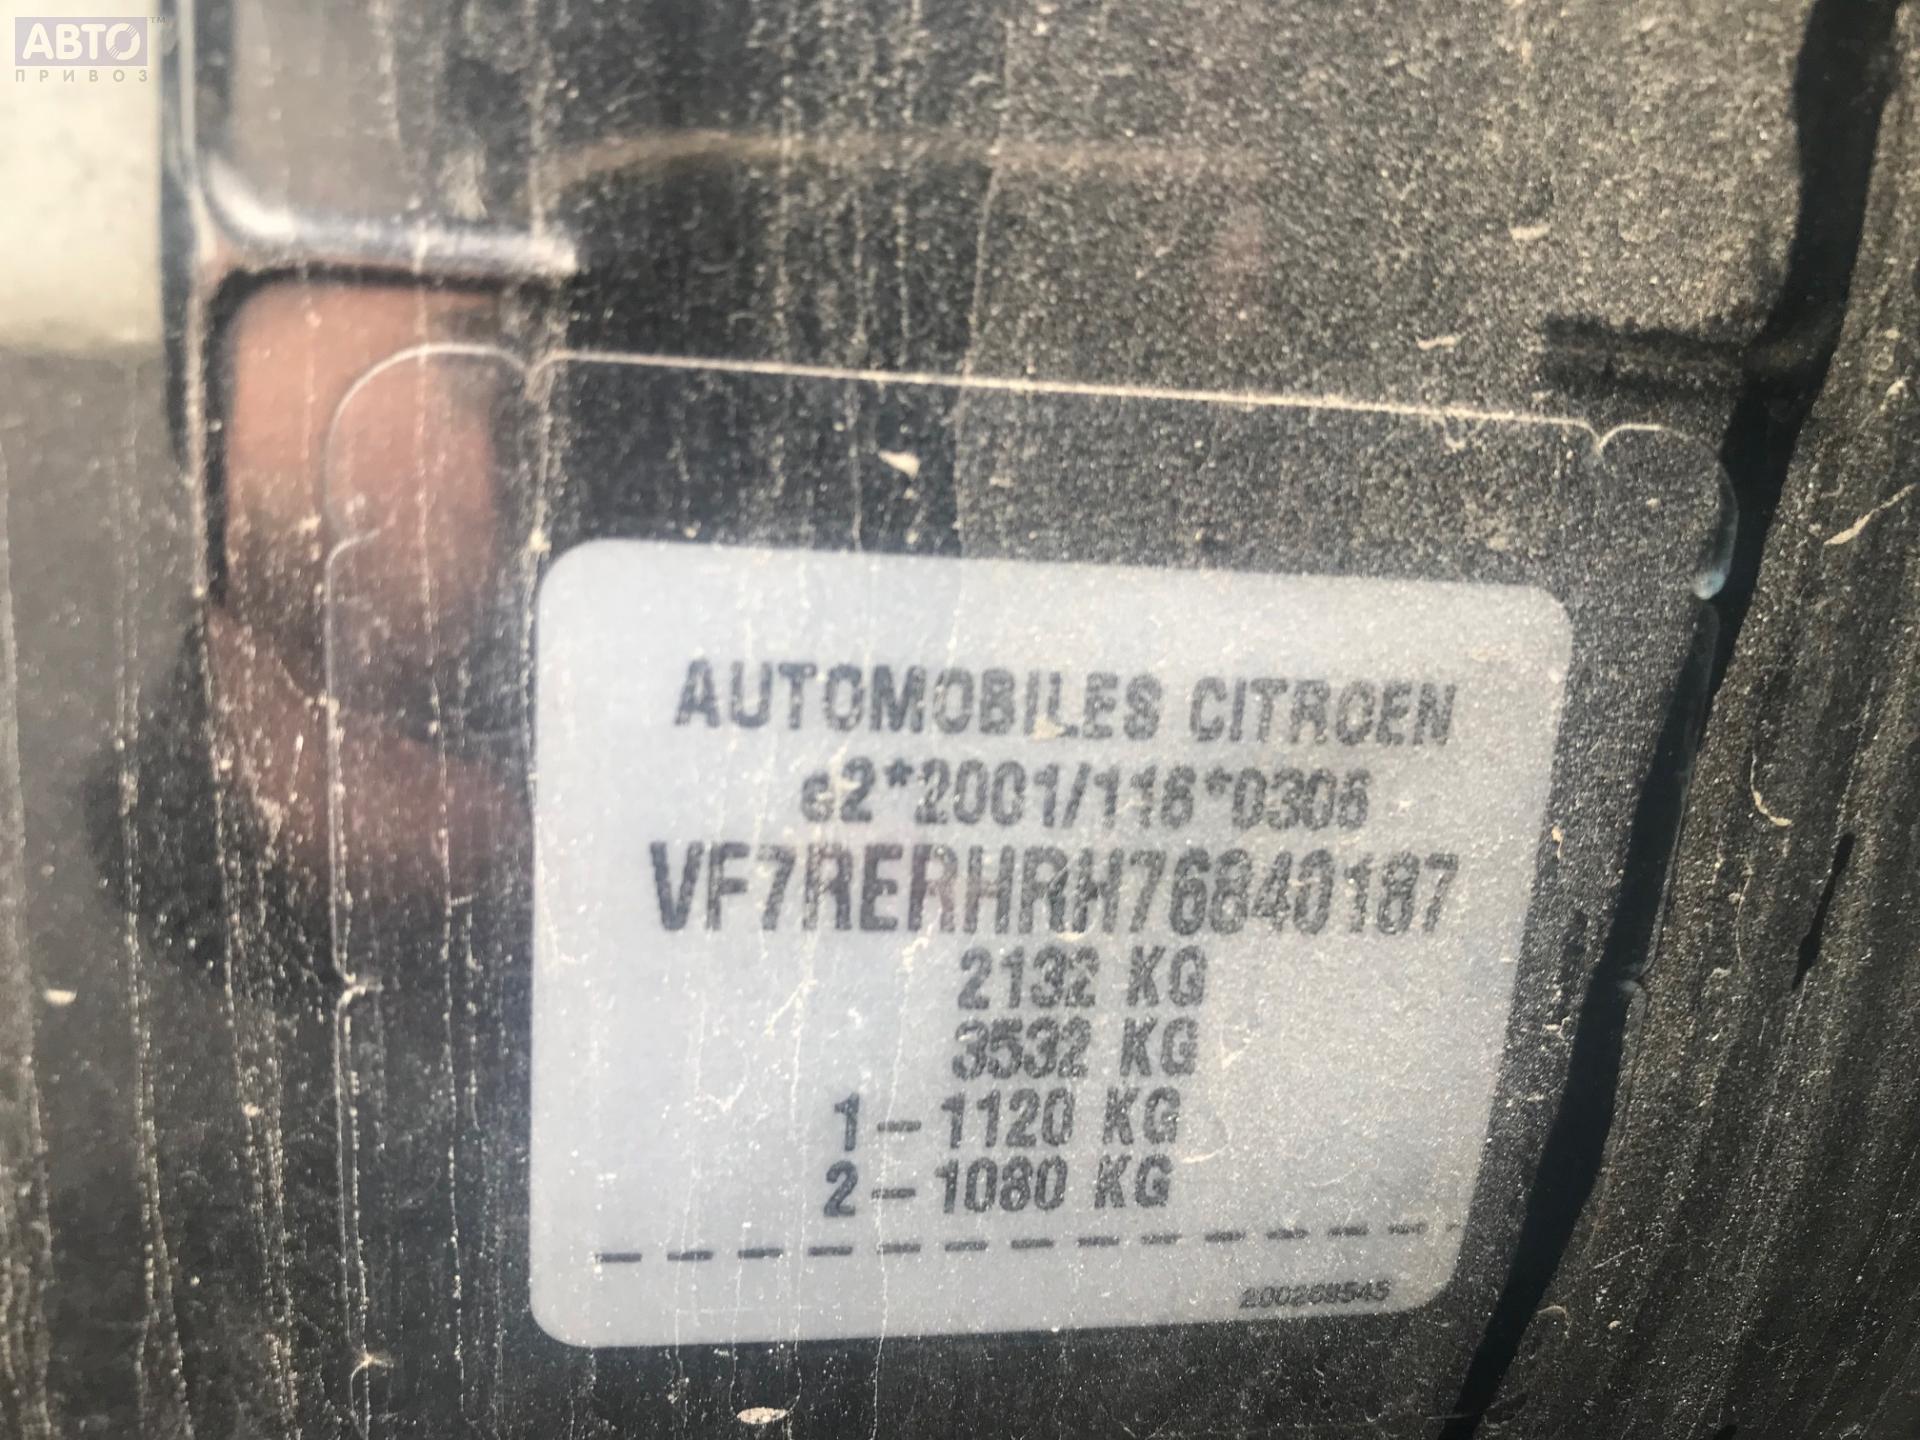 АВТО™
ПРИВОЗ
AUTOMOBILES CITROEN
e2*2001/116*0306
VF7RERHRH76840187
2132 KG
3532 KG
1-1120 KG
2-1080 KG
200268545